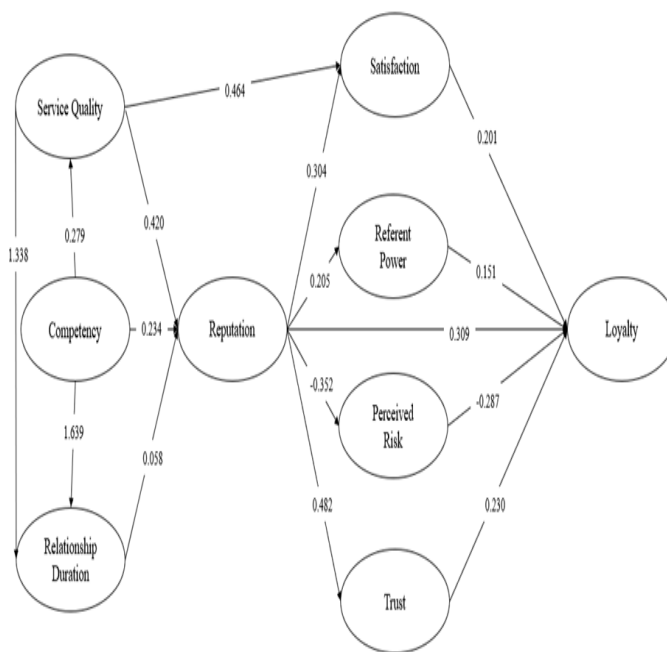 Satisfaction
Service Quality
0.464
0.201
0.304
0.420
Referent
Power
0.279
1.338
0.205
0.151
Competency
0.234
Reputation
0.309
Loyalty
-0.352
-0.287
Perceived
Risk
1.639
0.058
0.482
0.230
Relationship
Duration
Trust